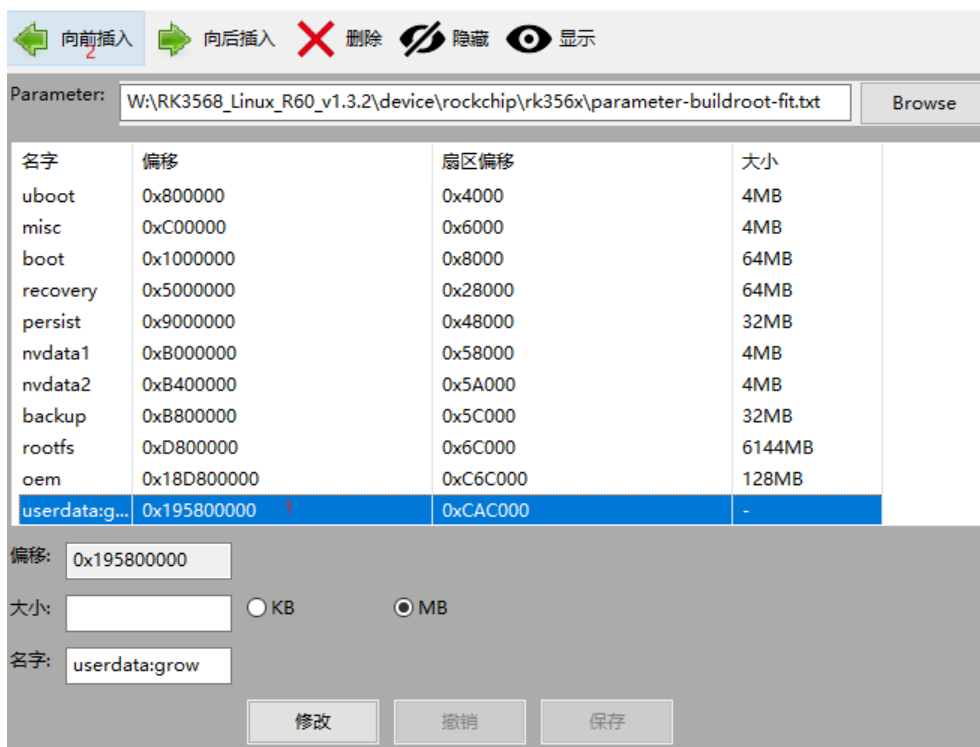 向前插入 向后插入 删除 隐藏 显示
2
Parameter: W:\RK3568_Linux_R60_v1.3.2\device\rockchip\rk356x\parameter-buildroot-fit.txt Browse
名字 偏移 扇区偏移 大小
uboot 0x800000 0x4000 4MB
misc 0xC00000 0x6000 4MB
boot 0x1000000 0x8000 64MB
recovery 0x5000000 0x28000 64MB
persist 0x9000000 0x48000 32MB
nvdata1 0xB000000 0x58000 4MB
nvdata2 0xB400000 0x5A000 4MB
backup 0xB800000 0x5C000 32MB
rootfs 0xD800000 0x6C000 6144MB
oem 0x18D800000 0xC6C000 128MB
userdata:g... 0x195800000 1 0xCAC000 -
偏移: 0x195800000
大小: KB MB
名字: userdata:grow
修改 撤销 保存